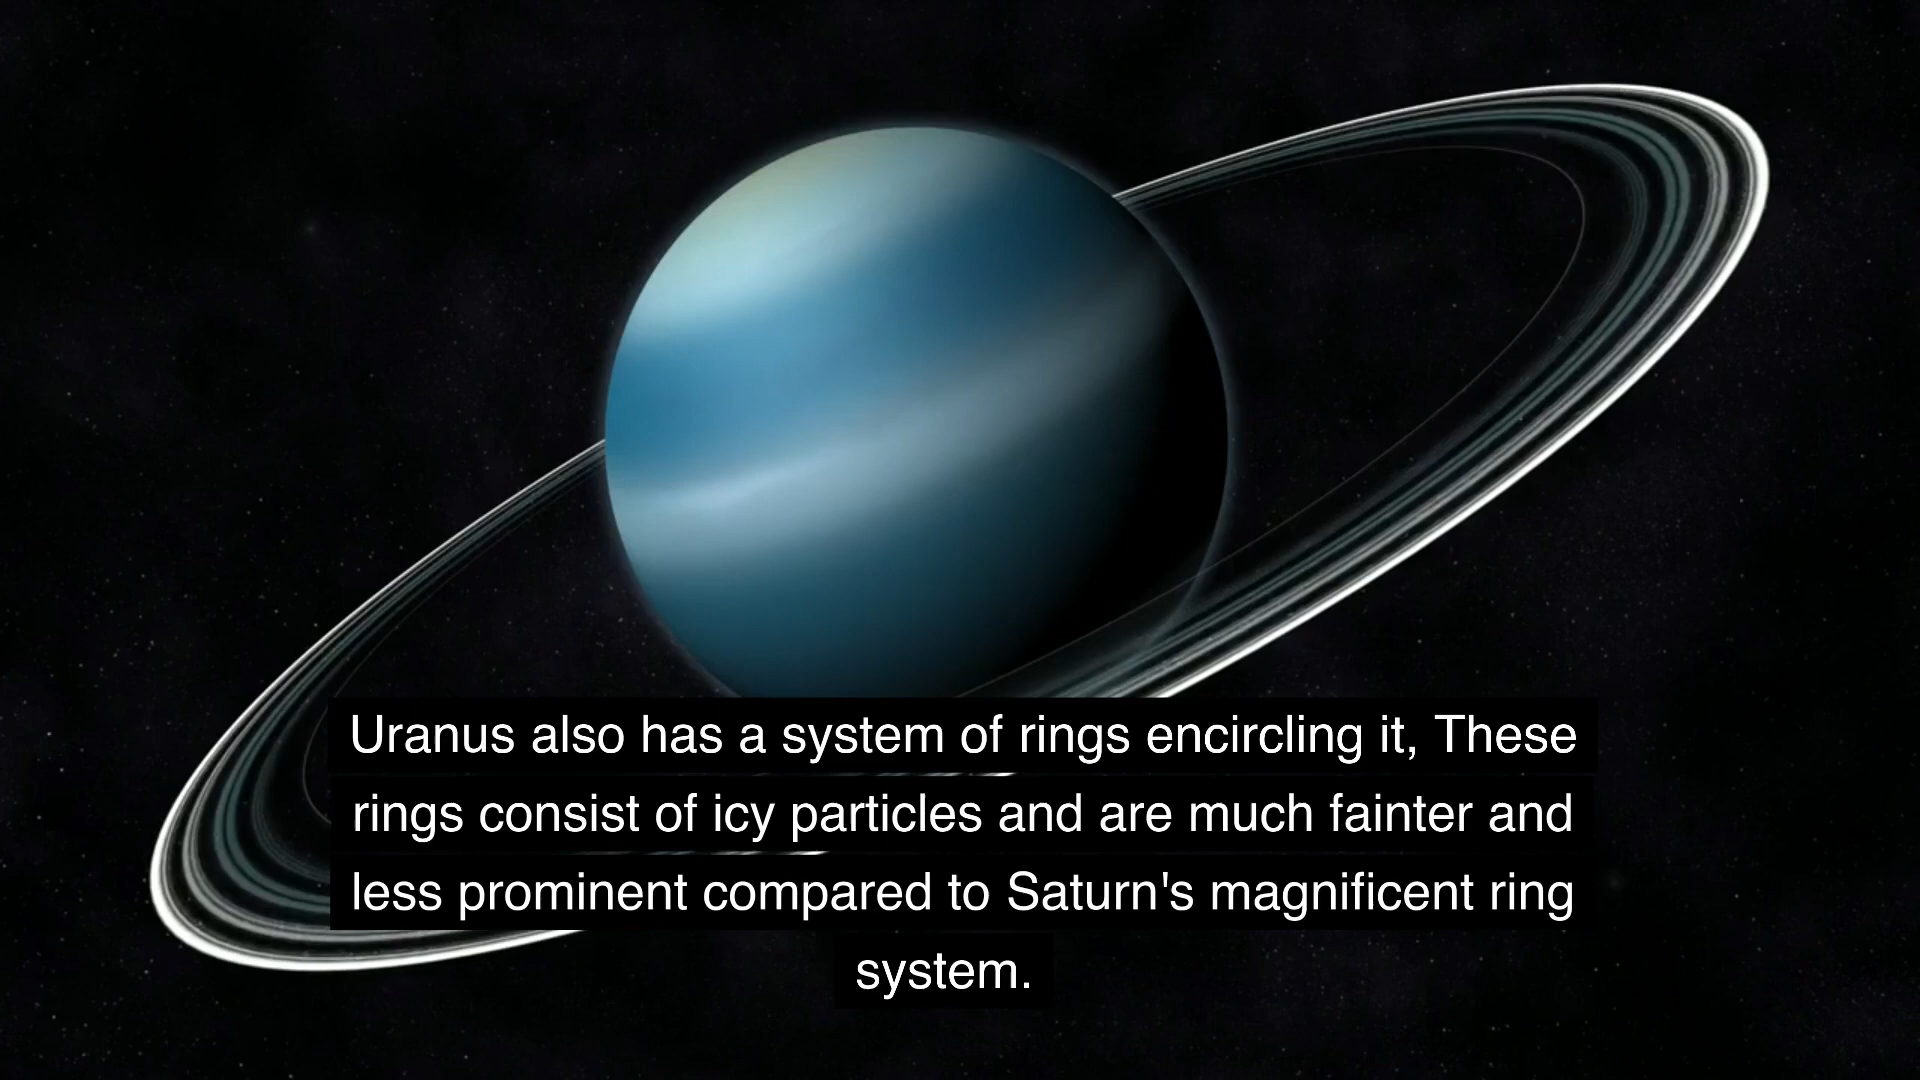 Uranus also has a system of rings encircling it, These
rings consist of icy particles and are much fainter and
less prominent compared to Saturn's magnificent ring
system.